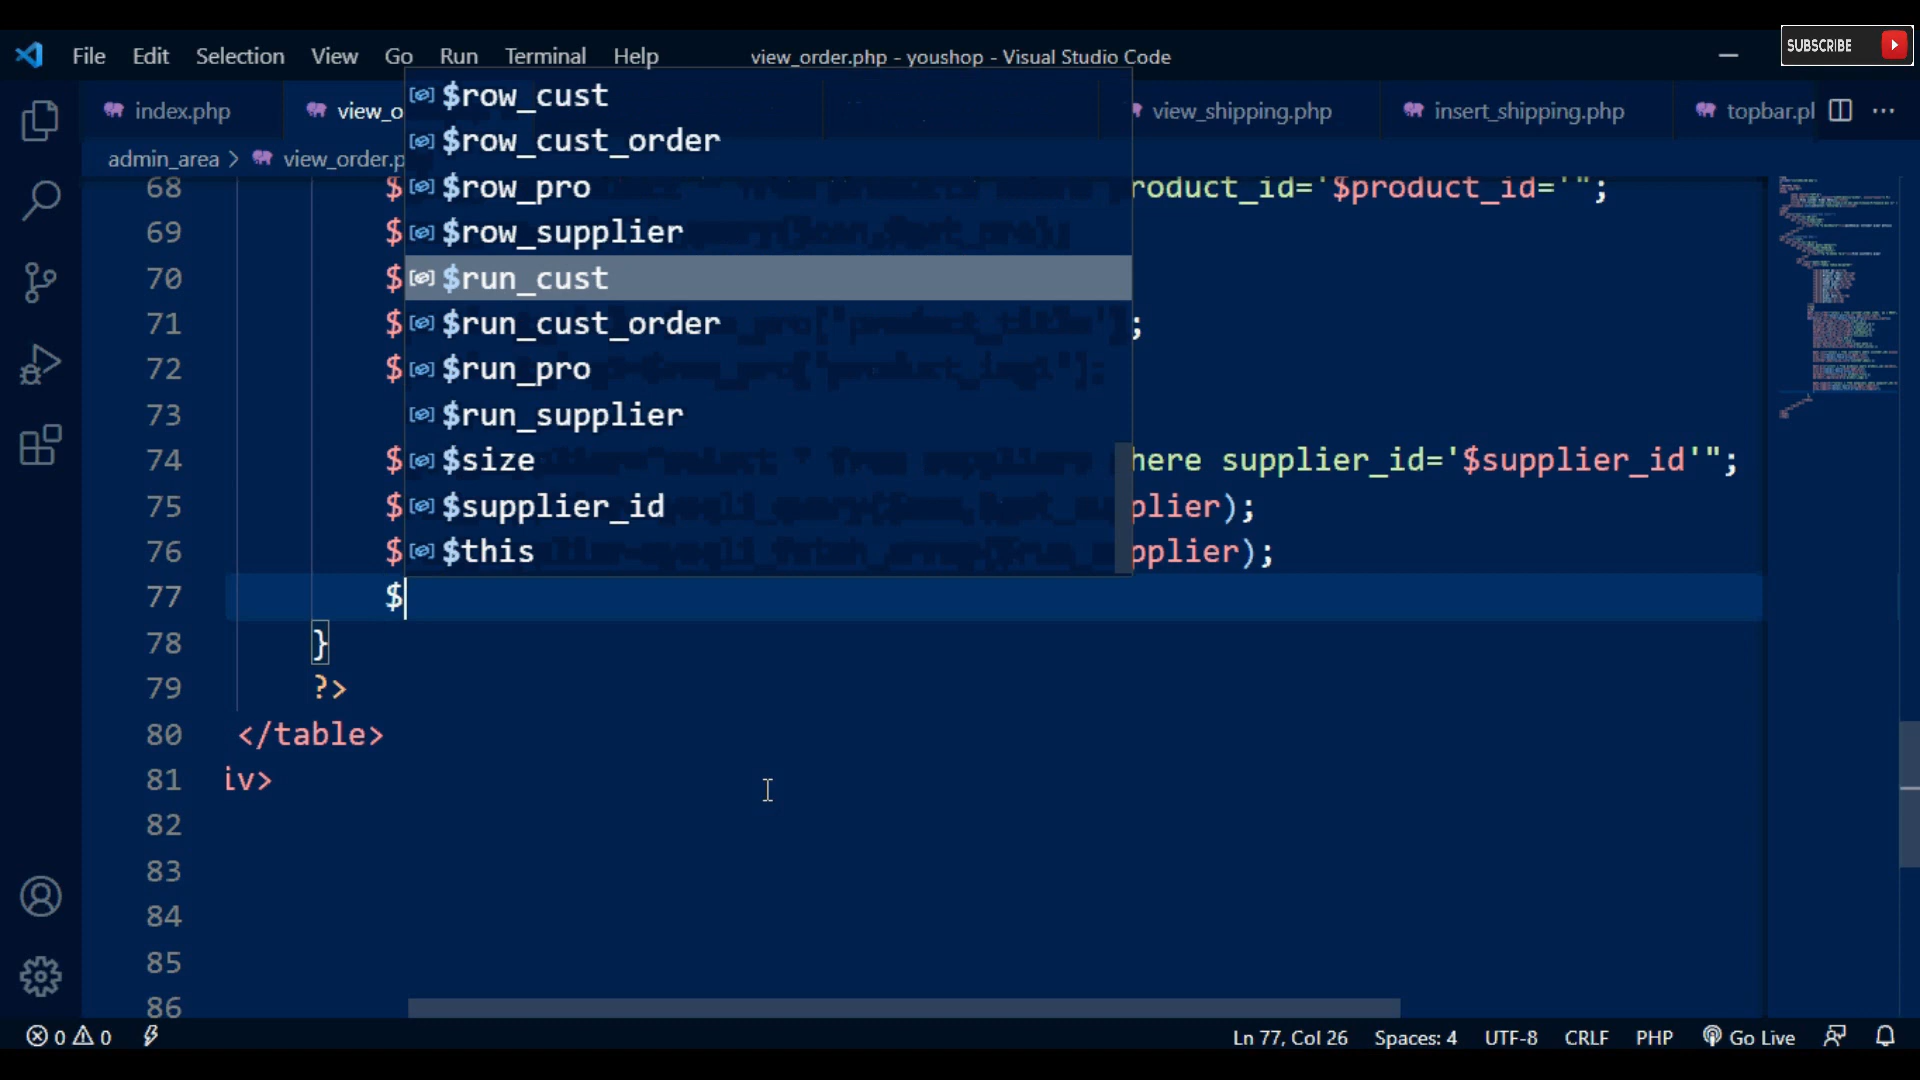 File Edit Selection View Go Run Terminal Help view_order.php - youshop - Visual Studio Code SUBSCRIBE
index.php view_o view_shipping.php insert_shipping.php topbar.pl
admin_area > view_order.p
$row_cust
$row_cust_order
68 $ $row_pro roduct_id='$product_id='";
69 $ $row_supplier
70 $ $run_cust
71 $ $run_cust_order ;
72 $ $run_pro
73 $run_supplier
74 $ $size here supplier_id='$supplier_id'";
75 $ $supplier_id plier);
76 $ $this pplier);
77 $
78 }
79 ?>
80 </table>
81 iv>
82
83
84
85
86
0 0 Ln 77, Col 26 Spaces: 4 UTF-8 CRLF PHP Go Live